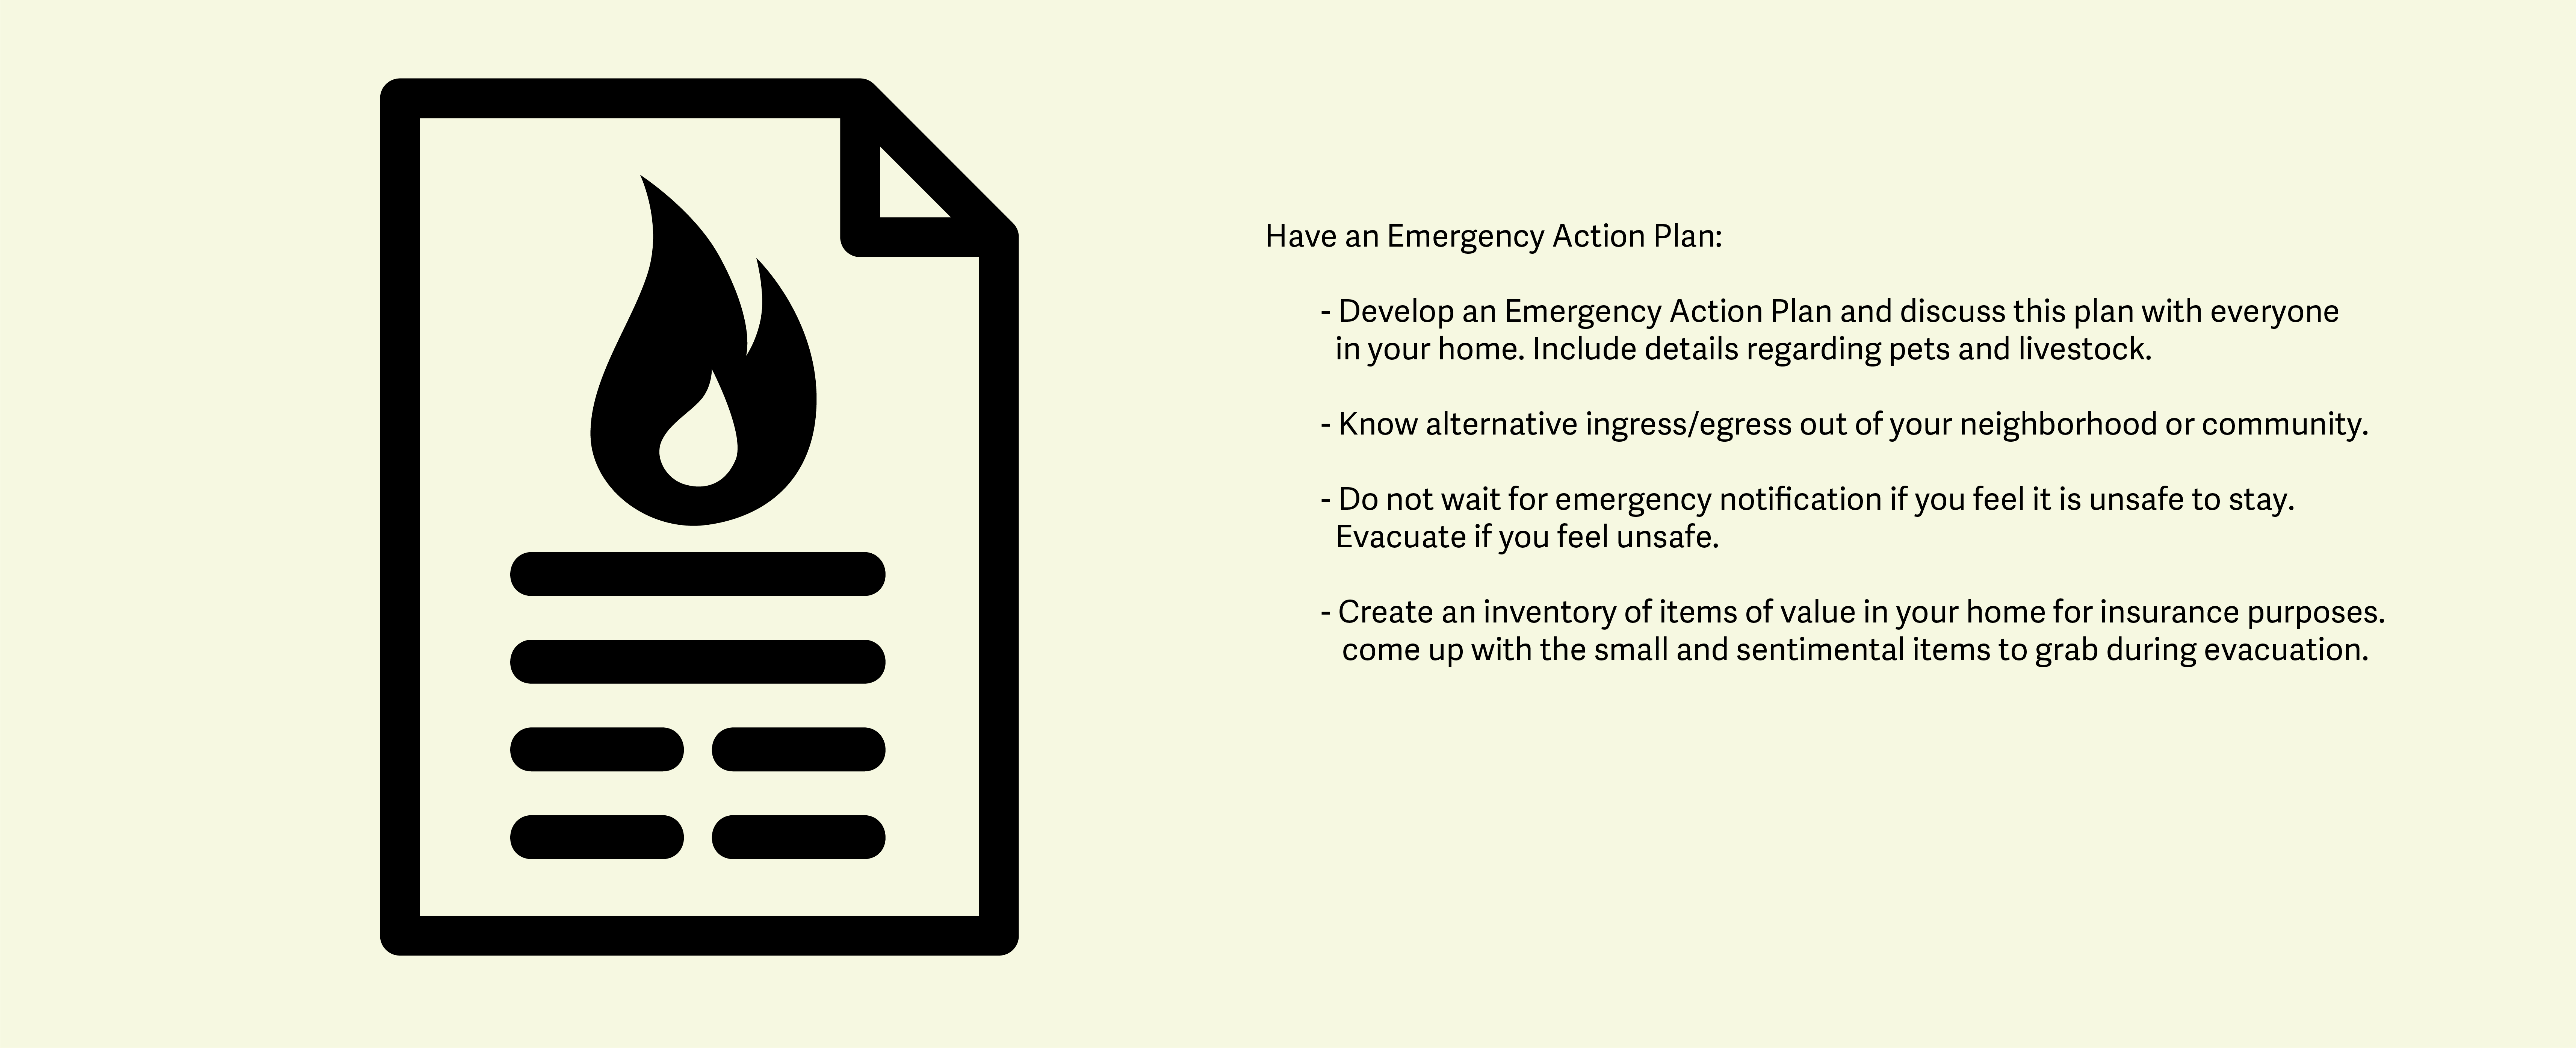 Have an Emergency Action Plan:
- Develop an Emergency Action Plan and discuss this plan with everyone
in your home. Include details regarding pets and livestock.
- Know alternative ingress/egress out of your neighborhood or community.
- Do not wait for emergency notification if you feel it is unsafe to stay.
Evacuate if you feel unsafe.
- Create an inventory of items of value in your home for insurance purposes.
come up with the small and sentimental items to grab during evacuation.